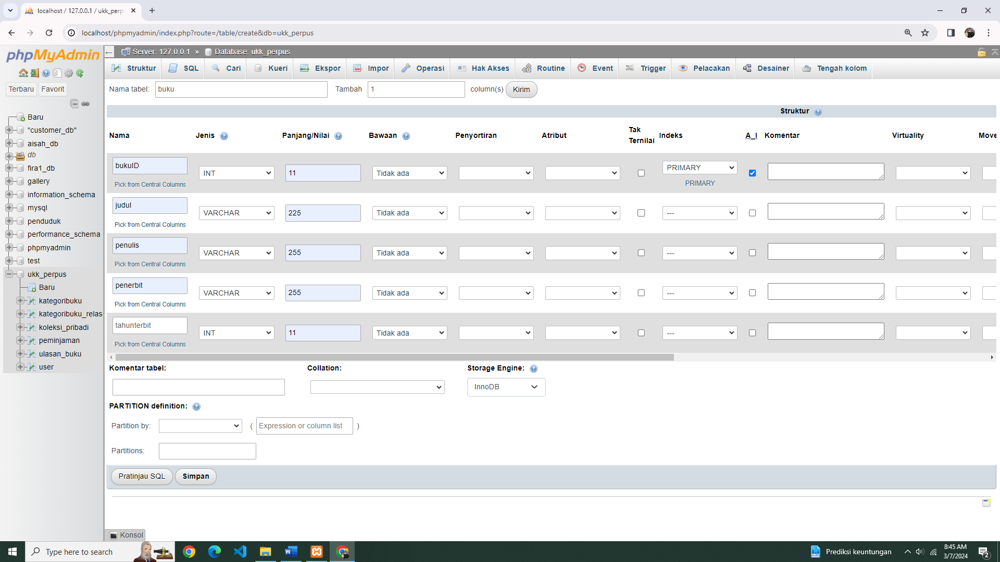 localhost / 127.0.0.1 / ukk_perp
localhost/phpmyadmin/index.php?route=/table/create&db=ukk_perpus
phpMyAdmin
Terbaru Favorit
Baru
"customer_db"
aisah_db
db
fira1_db
gallery
information_schema
mysql
penduduk
performance_schema
phpmyadmin
test
ukk_perpus
Baru
kategoribuku
kategoribuku_relas
koleksi_pribadi
peminjaman
ulasan_buku
user
Server: 127.0.0.1 » Database: ukk_perpus
Struktur SQL Cari Kueri Ekspor Impor Operasi Hak Akses Routine Event Trigger Pelacakan Desainer Tengah kolom
Nama tabel: buku Tambah 1 column(s) Kirim
Struktur
Nama Jenis Panjang/Nilai Bawaan Penyortiran Atribut Tak Ternilai Indeks A_I Komentar Virtuality Move
bukuID INT 11 Tidak ada PRIMARY
Pick from Central Columns PRIMARY
judul VARCHAR 225 Tidak ada ---
Pick from Central Columns
penulis VARCHAR 255 Tidak ada ---
Pick from Central Columns
penerbit VARCHAR 255 Tidak ada ---
Pick from Central Columns
tahunterbit INT 11 Tidak ada ---
Pick from Central Columns
Komentar tabel: Collation: Storage Engine:
InnoDB
PARTITION definition:
Partition by: ( Expression or column list )
Partitions:
Pratinjau SQL Simpan
Konsol
Type here to search
Prediksi keuntungan
8:45 AM
3/7/2024
2